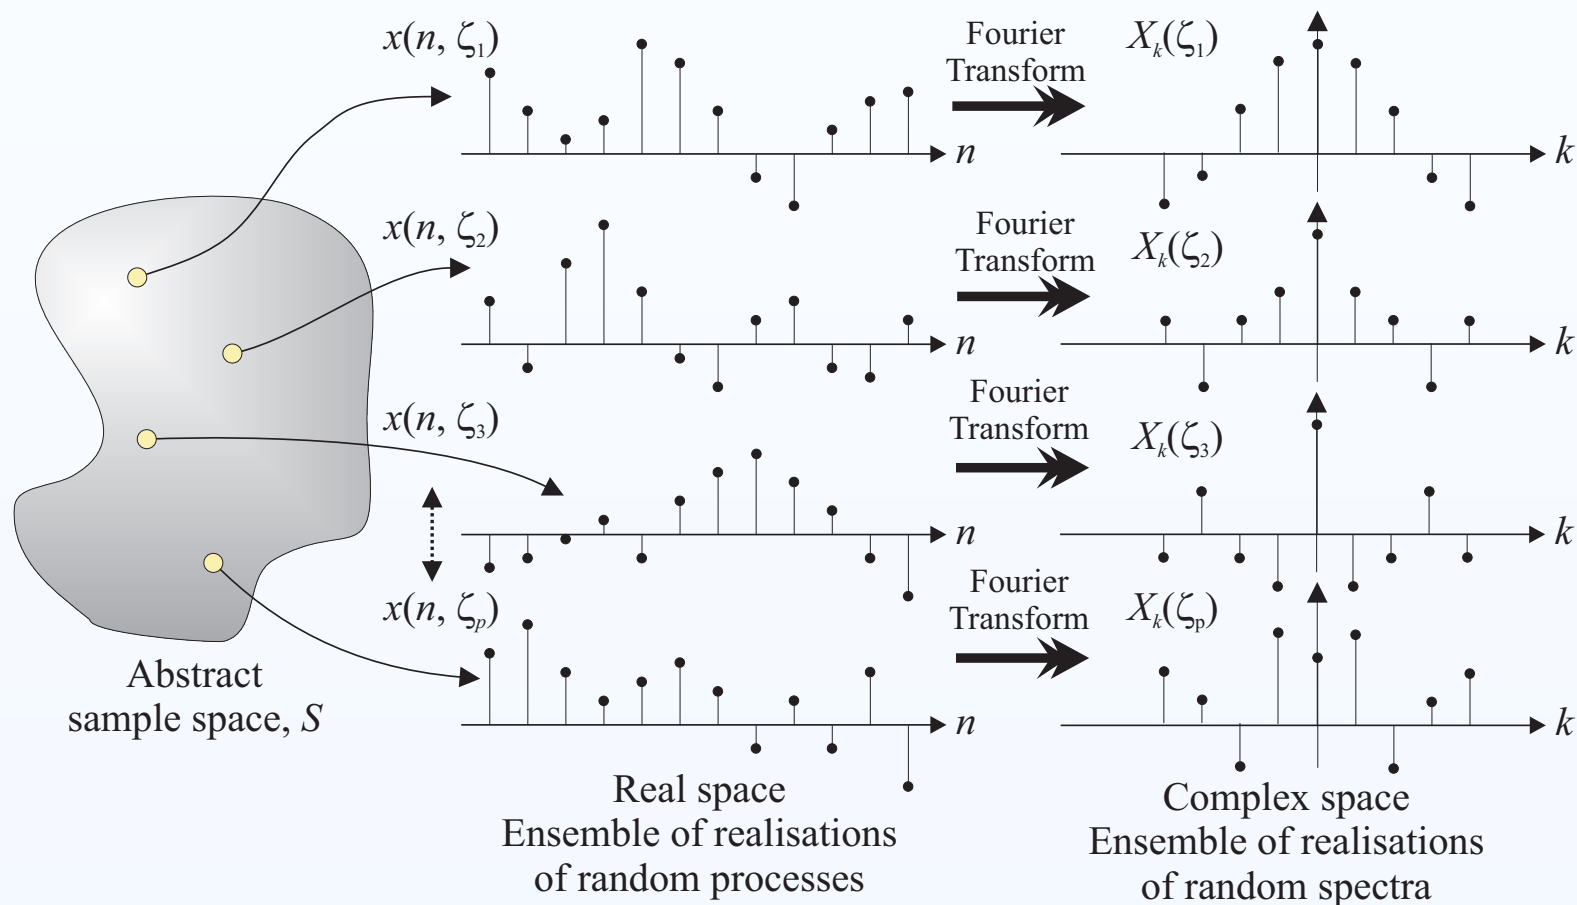 x(n, ζ1)
Fourier
Transform
Xk(ζ1)
n
k
x(n, ζ2)
Fourier
Transform
Xk(ζ2)
n
k
x(n, ζ3)
Fourier
Transform
Xk(ζ3)
n
k
x(n, ζp)
Fourier
Transform
Xk(ζp)
n
k
Abstract
sample space, S
Real space
Ensemble of realisations
of random processes
Complex space
Ensemble of realisations
of random spectra